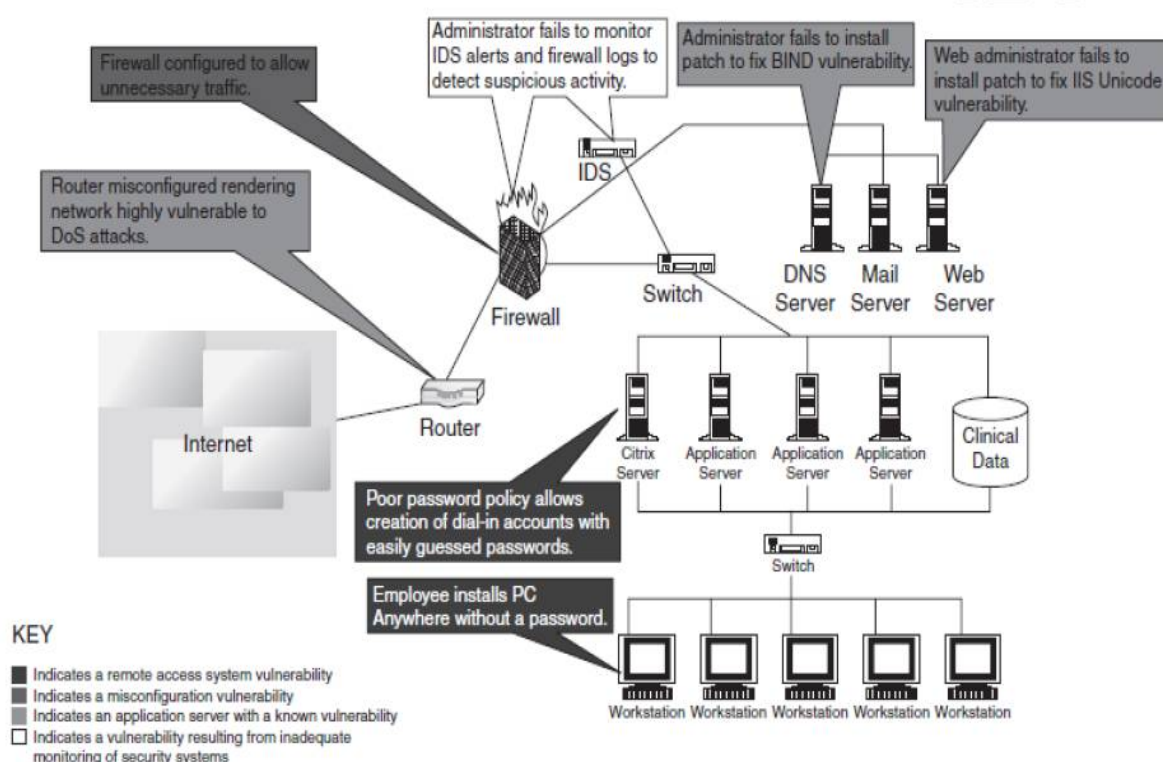 Firewall configured to allow
unnecessary traffic.
Administrator fails to monitor
IDS alerts and firewall logs to
detect suspicious activity.
Administrator fails to install
patch to fix BIND vulnerability.
Web administrator fails to
install patch to fix IIS Unicode
vulnerability.
Router misconfigured rendering
network highly vulnerable to
DoS attacks.
IDS
Firewall
Switch
DNS
Server
Mail
Server
Web
Server
Internet
Router
Citrix
Server
Application
Server
Application
Server
Application
Server
Clinical
Data
Poor password policy allows
creation of dial-in accounts with
easily guessed passwords.
Switch
Employee installs PC
Anywhere without a password.
Workstation Workstation Workstation Workstation Workstation
KEY
Indicates a remote access system vulnerability
Indicates a misconfiguration vulnerability
Indicates an application server with a known vulnerability
Indicates a vulnerability resulting from inadequate
monitoring of security systems